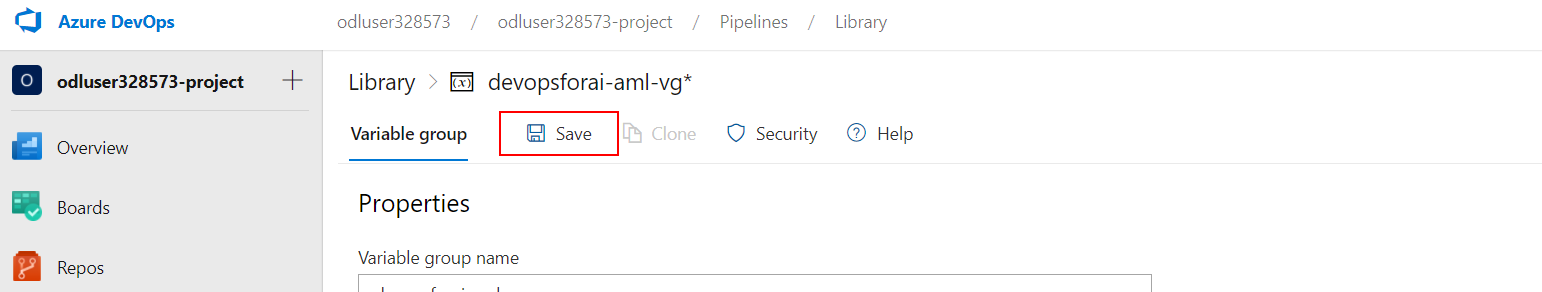 Azure DevOps
odluser328573 / odluser328573-project / Pipelines / Library
O odluser328573-project
Library > (x) devopsforai-aml-vg*
Variable group Save Clone Security ? Help
Overview
Boards
Repos
Properties
Variable group name